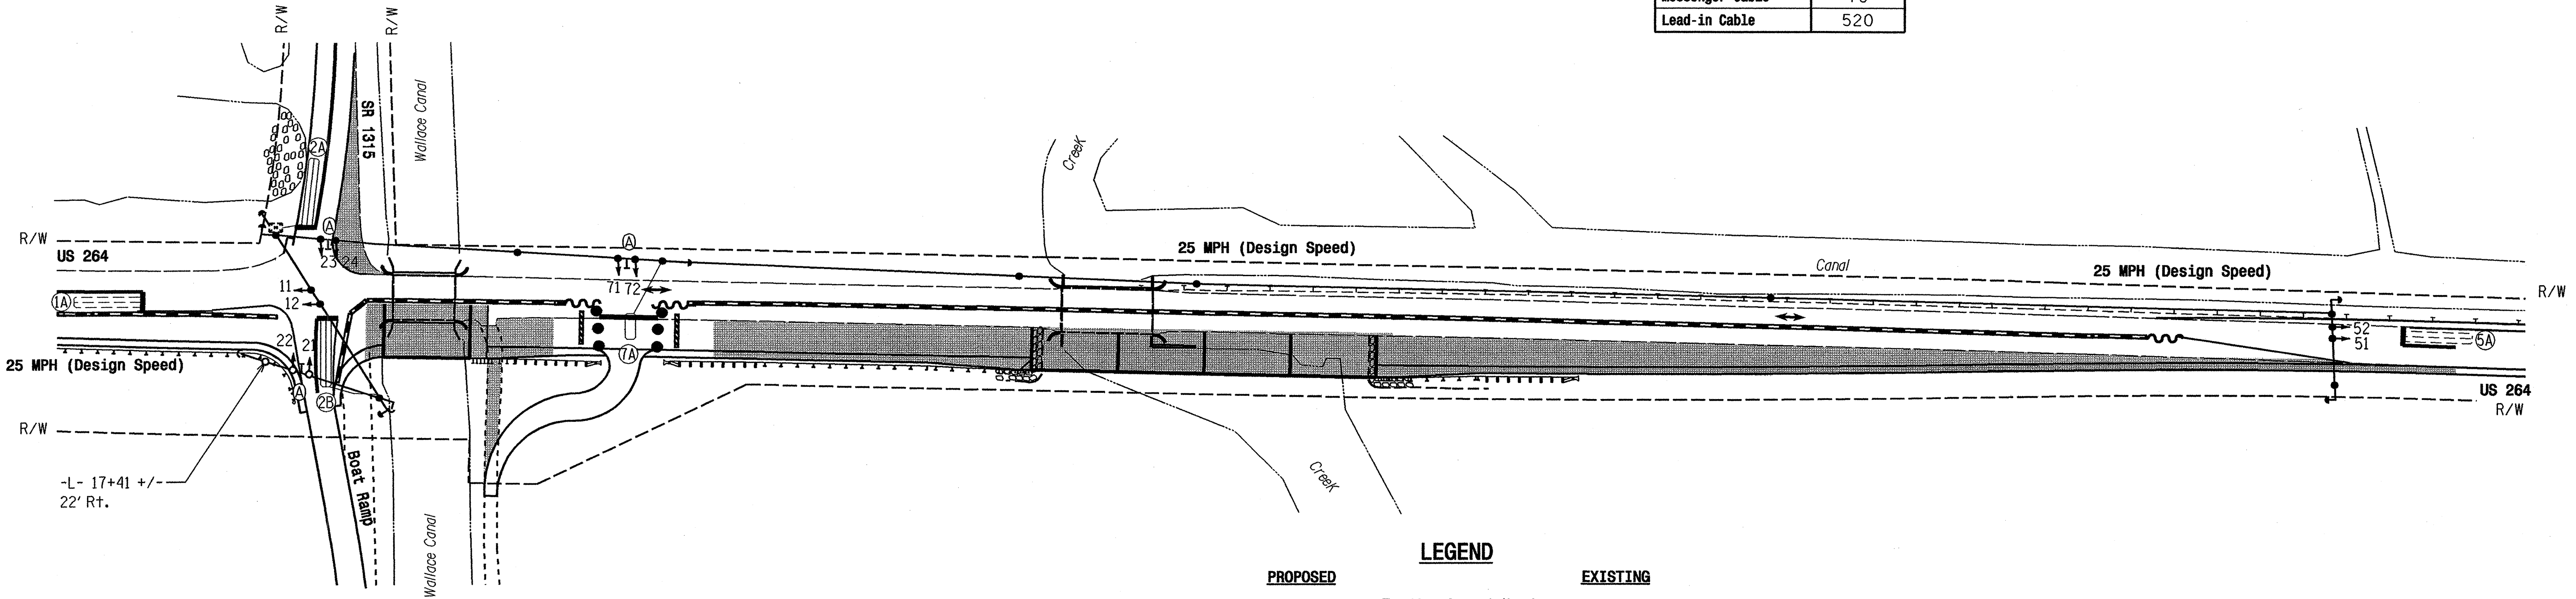 Messenger Cable
Lead-in Cable 520
R/W
R/W
SR 1315
Wallace Canal
2A
Creek
R/W
US 264
A
23 24
A
25 MPH (Design Speed)
Canal
25 MPH (Design Speed)
R/W
1A
11
12
71 72
52
51
5A
22 21
7A
25 MPH (Design Speed)
A
2B
US 264
R/W
R/W
Boat Ramp
Creek
-L- 17+41 +/-
22' Rt.
Wallace Canal
LEGEND
PROPOSED EXISTING